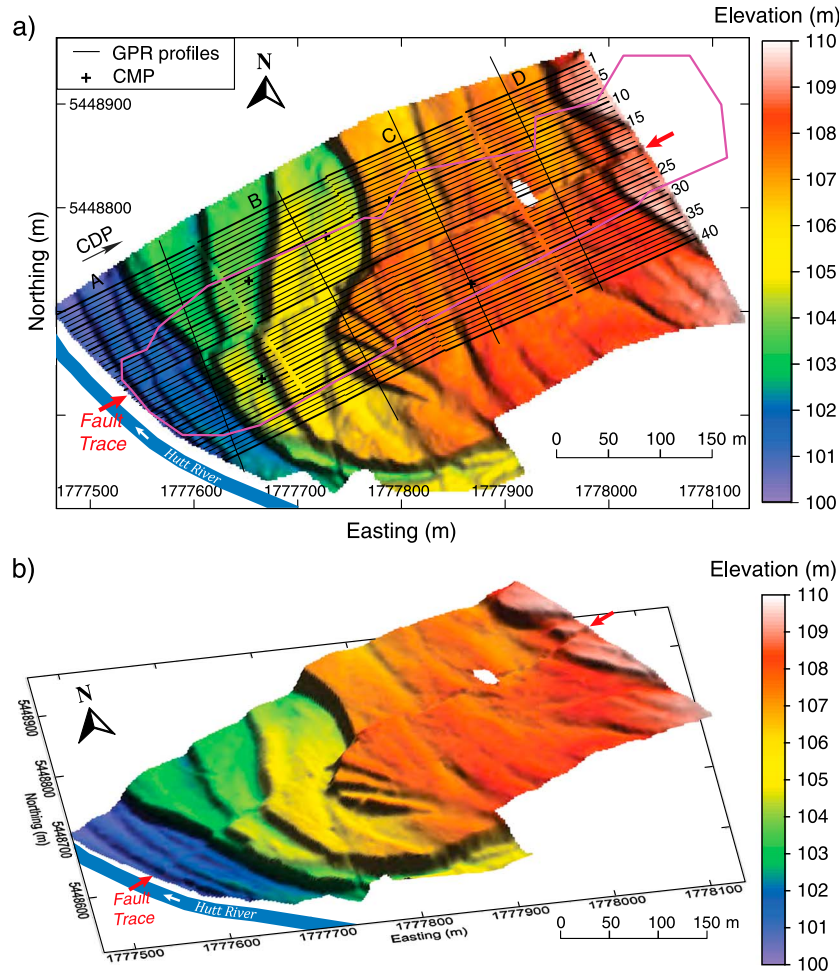 a)
GPR profiles
CMP
N
Elevation (m)
110
109
108
107
106
105
104
103
102
101
100
1
5
10
15
25
30
35
40
A
B
C
D
CDP
5448900
5448800
Northing (m)
Fault
Trace
Hutt River
0 50 100 150 m
1777500 1777600 1777700 1777800 1777900 1778000 1778100
Easting (m)
b)
N
Elevation (m)
110
109
108
107
106
105
104
103
102
101
100
5448900
5448800
5448700
5448600
Northing (m)
Fault
Trace
Hutt River
0 50 100 150 m
1777500 1777600 1777700 1777800 1777900 1778000 1778100
Easting (m)